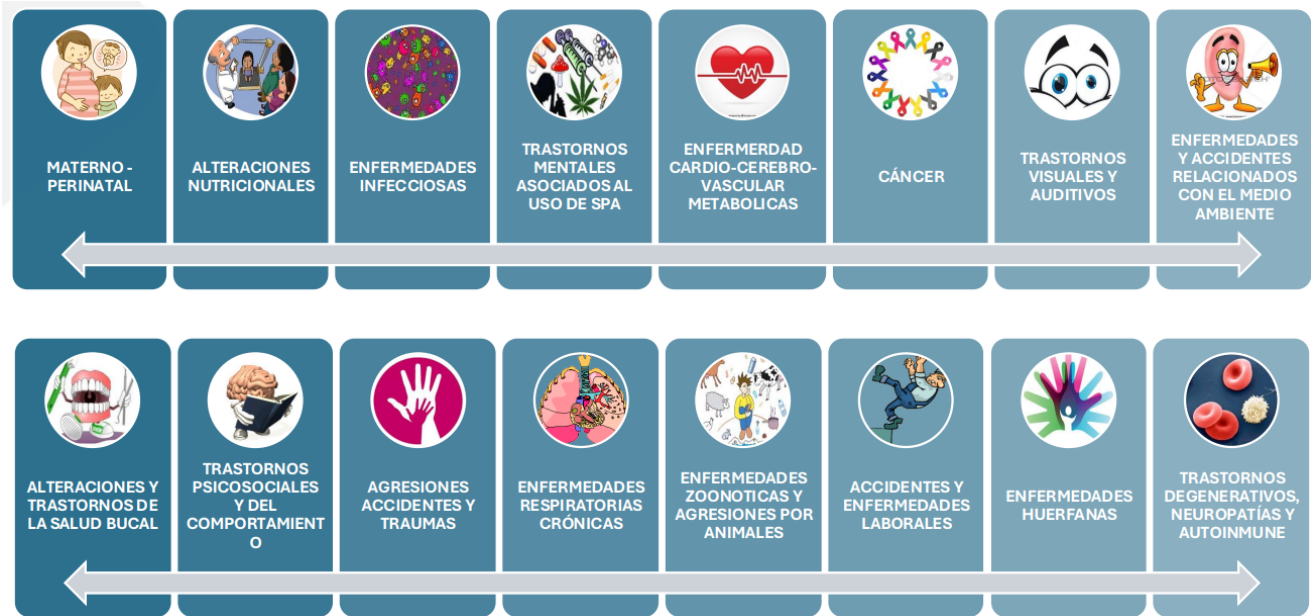 MATERNO -
PERINATAL
ALTERACIONES
NUTRICIONALES
ENFERMEDADES
INFECCIOSAS
TRASTORNOS
MENTALES
ASOCIADOS AL
USO DE SPA
ENFERMERDAD
CARDIO-CEREBRO-
VASCULAR
METABOLICAS
CÁNCER
TRASTORNOS
VISUALES Y
AUDITIVOS
ENFERMEDADES
Y ACCIDENTES
RELACIONADOS
CON EL MEDIO
AMBIENTE
ALTERACIONES Y
TRASTORNOS DE
LA SALUD BUCAL
TRASTORNOS
PSICOSOCIALES
Y DEL
COMPORTAMIENT
O
AGRESIONES
ACCIDENTES Y
TRAUMAS
ENFERMEDADES
RESPIRATORIAS
CRÓNICAS
ENFERMEDADES
ZOONOTICAS Y
AGRESIONES POR
ANIMALES
ACCIDENTES Y
ENFERMEDADES
LABORALES
ENFERMEDADES
HUERFANAS
TRASTORNOS
DEGENERATIVOS,
NEUROPATÍAS Y
AUTOINMUNE